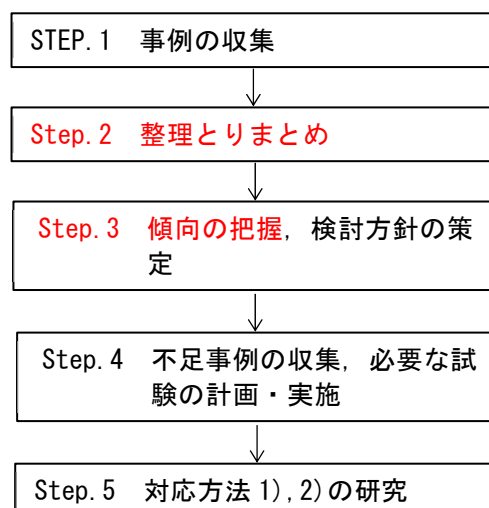 STEP.1 事例の収集
Step.2 整理とりまとめ
Step.3 傾向の把握，検討方針の策
定
Step.4 不足事例の収集，必要な試
験の計画・実施
Step.5 対応方法1),2)の研究